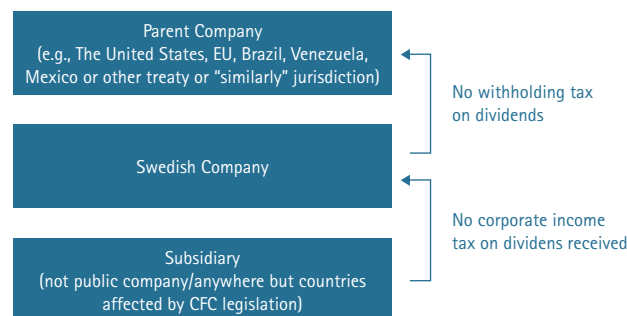 Parent Company
(e.g., The United States, EU, Brazil, Venezuela,
Mexico or other treaty or “similarly” jurisdiction)
No withholding tax
on dividends
Swedish Company
No corporate income
tax on dividens received
Subsidiary
(not public company/anywhere but countries
affected by CFC legislation)